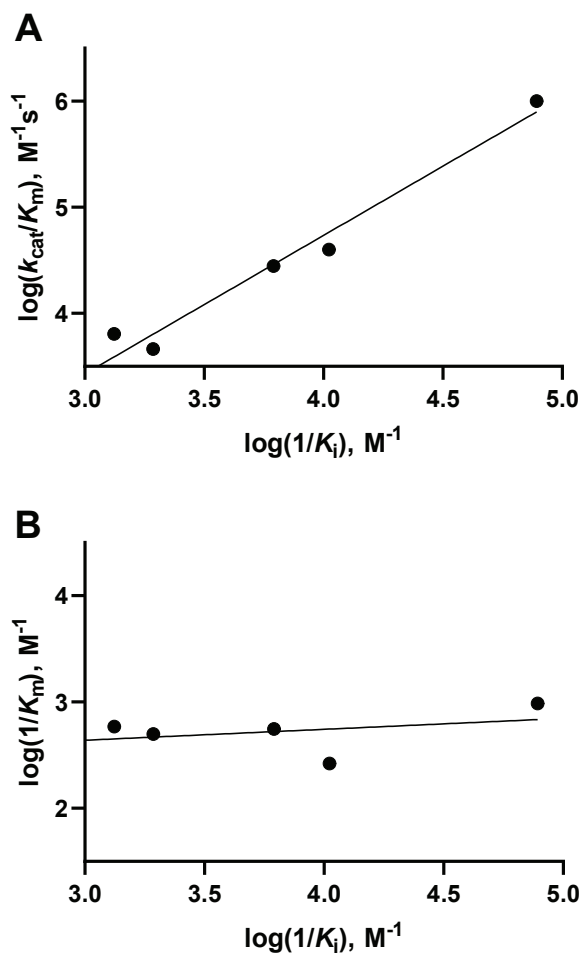 A
log(kcat/Km), M⁻¹s⁻¹
6
5
4
3.0 3.5 4.0 4.5 5.0
log(1/Ki), M⁻¹
B
log(1/Km), M⁻¹
4
3
2
3.0 3.5 4.0 4.5 5.0
log(1/Ki), M⁻¹